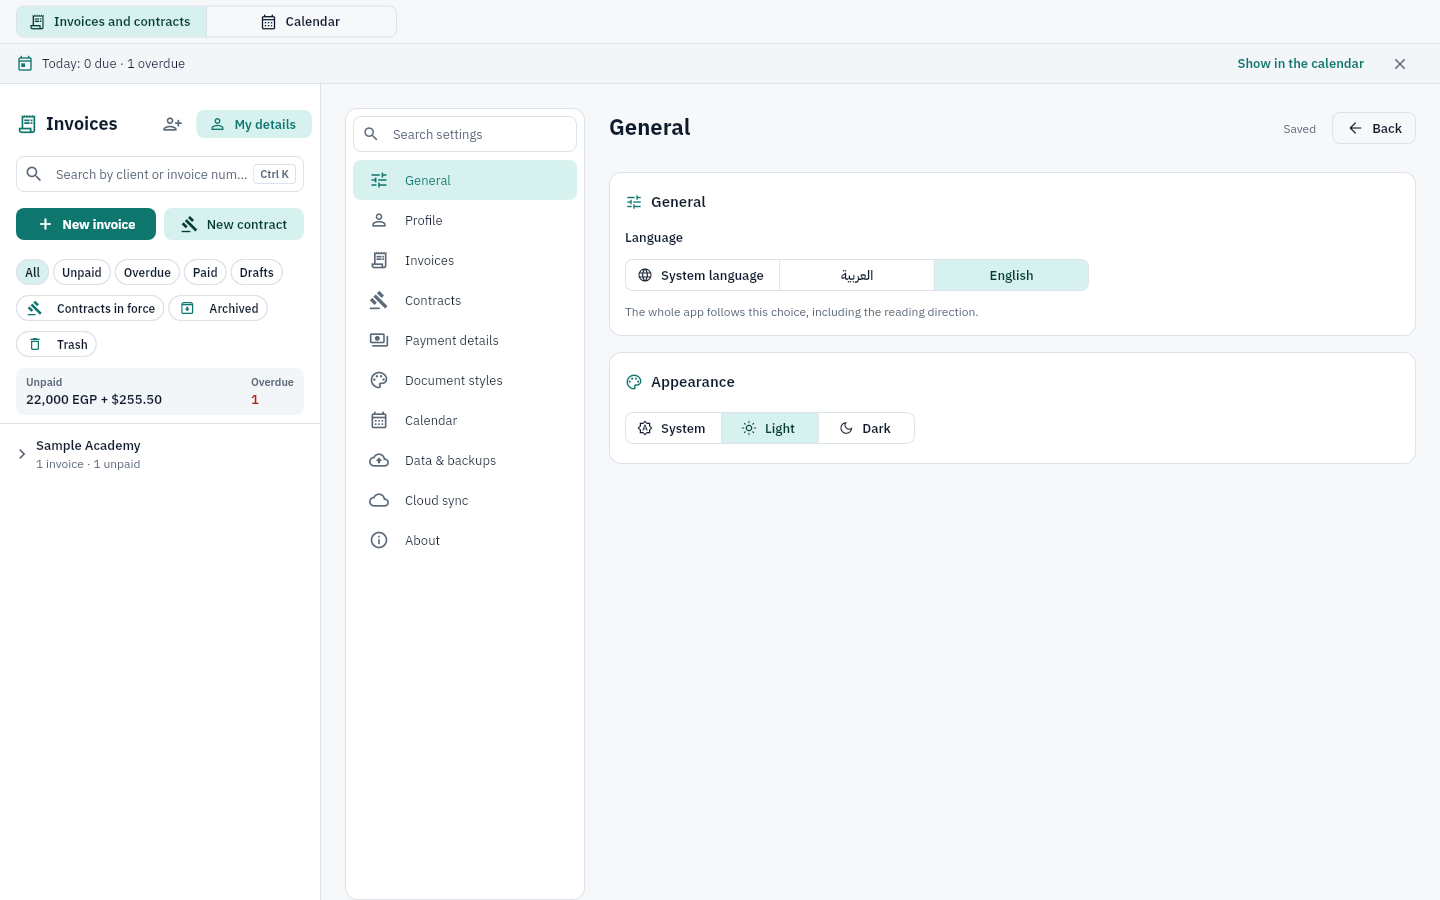 Invoices and contracts
Calendar
Today: 0 due · 1 overdue
Show in the calendar
Invoices
My details
Search by client or invoice num...
Ctrl K
New invoice
New contract
All
Unpaid
Overdue
Paid
Drafts
Contracts in force
Archived
Trash
Unpaid
Overdue
22,000 EGP + $255.50
1
Sample Academy
1 invoice · 1 unpaid
Search settings
General
Profile
Invoices
Contracts
Payment details
Document styles
Calendar
Data & backups
Cloud sync
About
General
Saved
Back
General
Language
System language
العربية
English
The whole app follows this choice, including the reading direction.
Appearance
System
Light
Dark